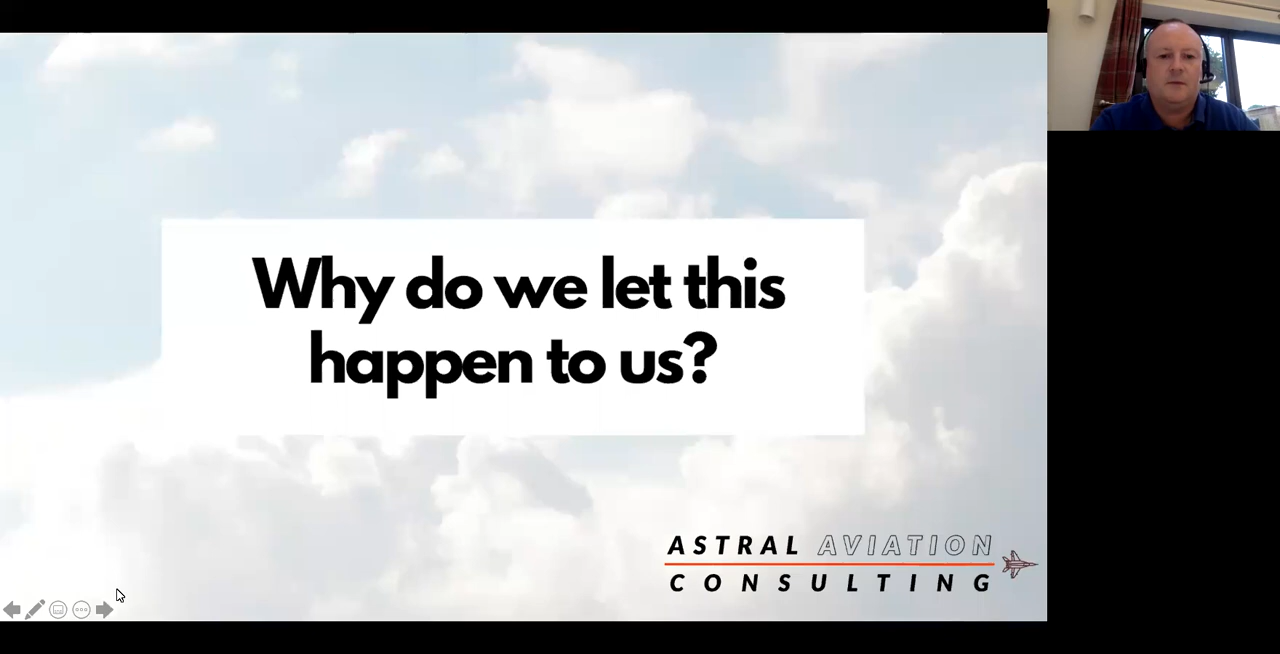 Why do we let this
happen to us?
ASTRAL AVIATION
CONSULTING